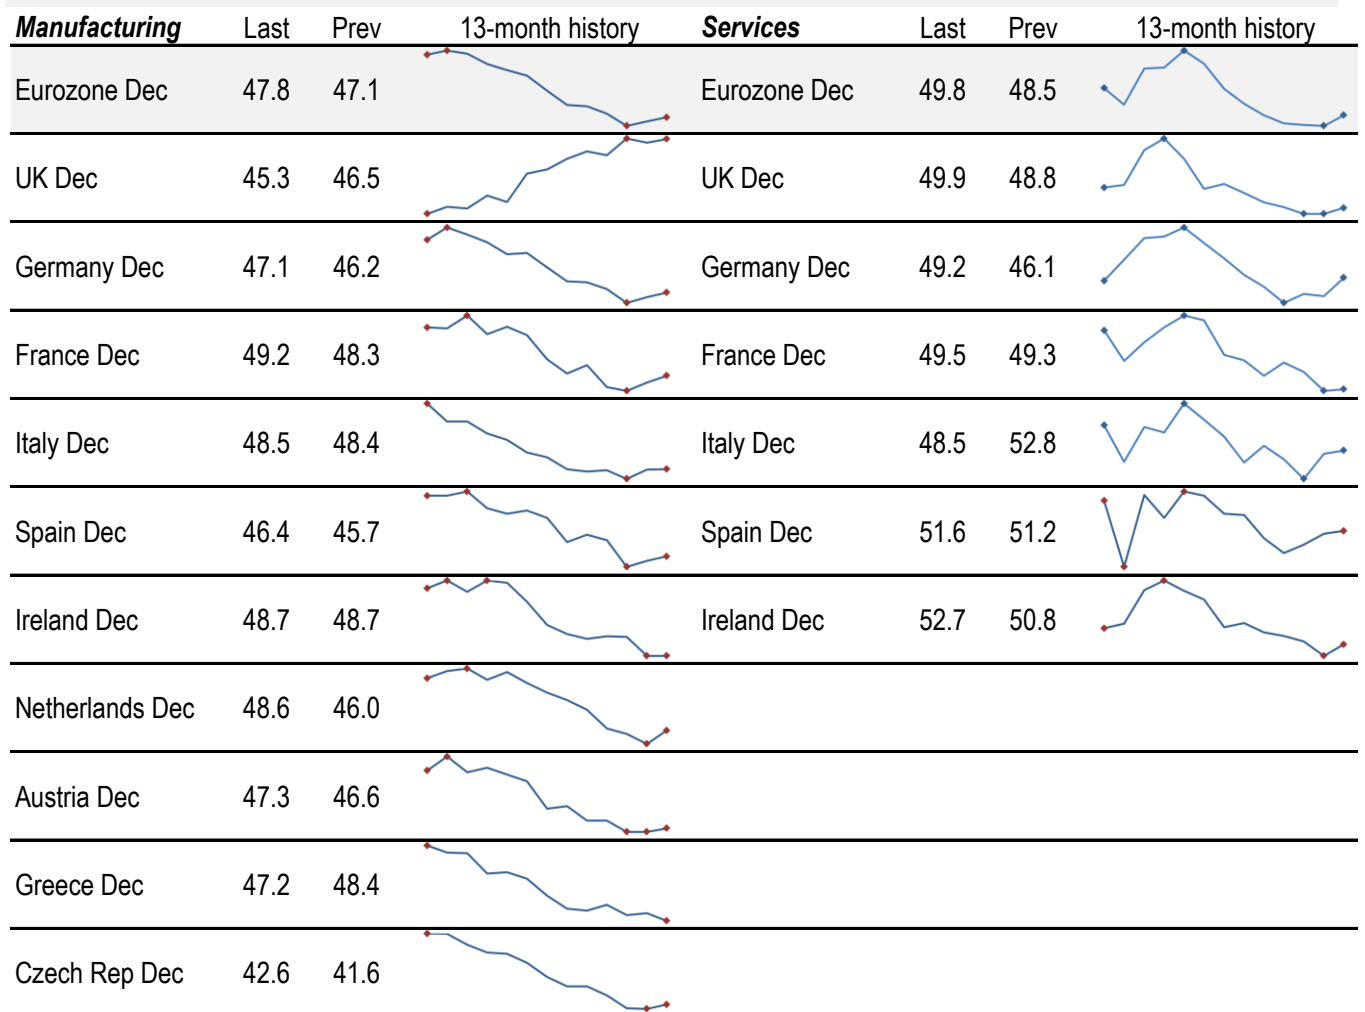 Manufacturing Last Prev 13-month history Services Last Prev 13-month history
Eurozone Dec 47.8 47.1 Eurozone Dec 49.8 48.5
UK Dec 45.3 46.5 UK Dec 49.9 48.8
Germany Dec 47.1 46.2 Germany Dec 49.2 46.1
France Dec 49.2 48.3 France Dec 49.5 49.3
Italy Dec 48.5 48.4 Italy Dec 48.5 52.8
Spain Dec 46.4 45.7 Spain Dec 51.6 51.2
Ireland Dec 48.7 48.7 Ireland Dec 52.7 50.8
Netherlands Dec 48.6 46.0
Austria Dec 47.3 46.6
Greece Dec 47.2 48.4
Czech Rep Dec 42.6 41.6